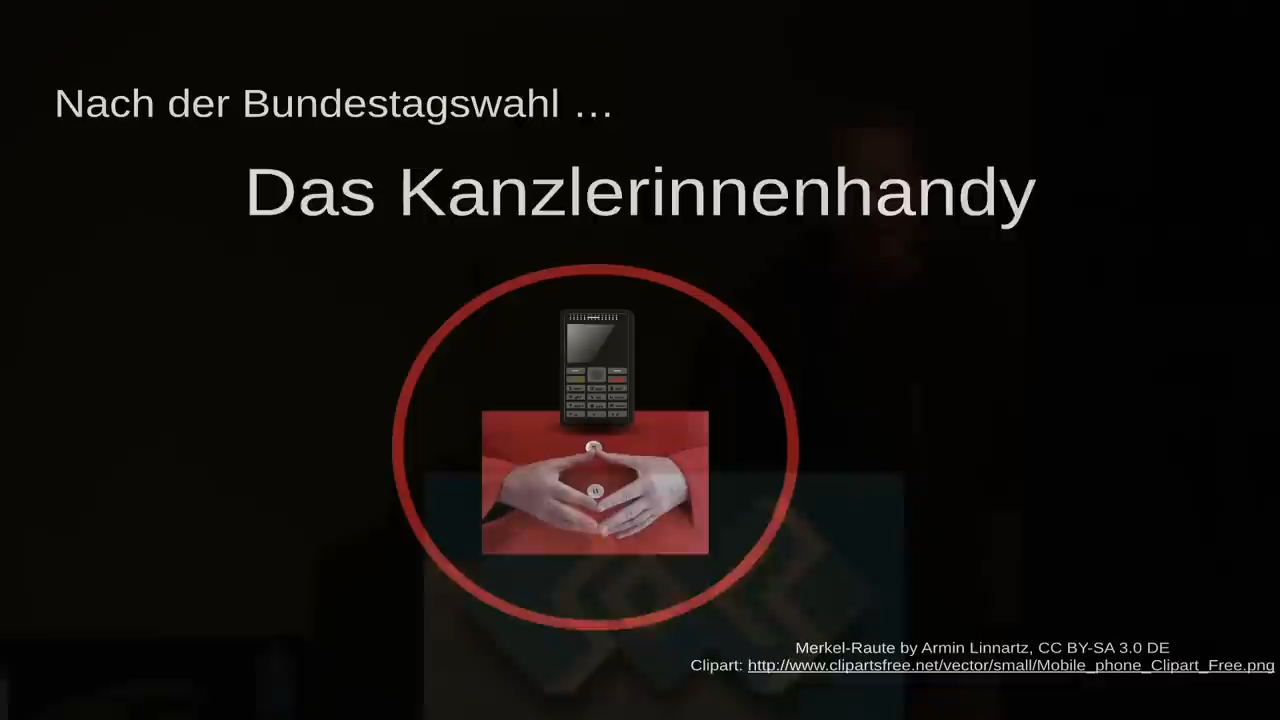 Nach der Bundestagswahl …
Das Kanzlerinnenhandy
Merkel-Raute by Armin Linnartz, CC BY-SA 3.0 DE
Clipart: http://www.clipartsfree.net/vector/small/Mobile_phone_Clipart_Free.png